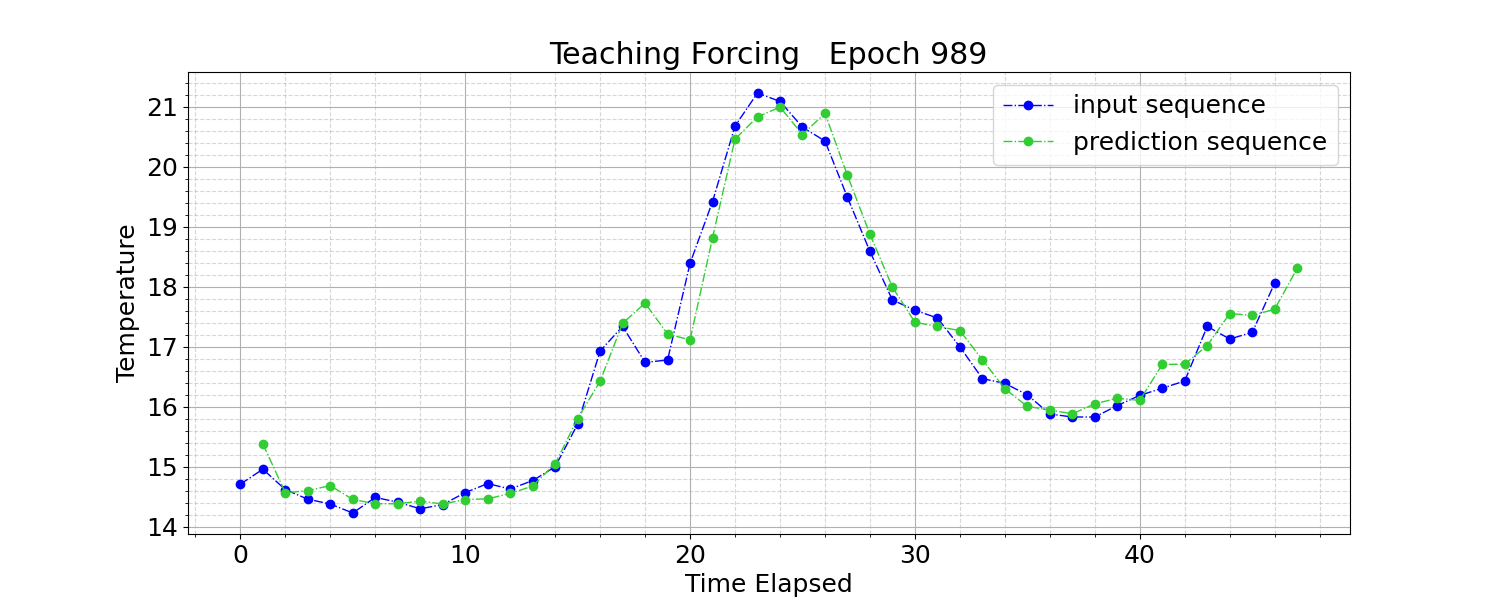 Teaching Forcing   Epoch 989
input sequence
prediction sequence
Temperature
21
20
19
18
17
16
15
14
0 10 20 30 40
Time Elapsed